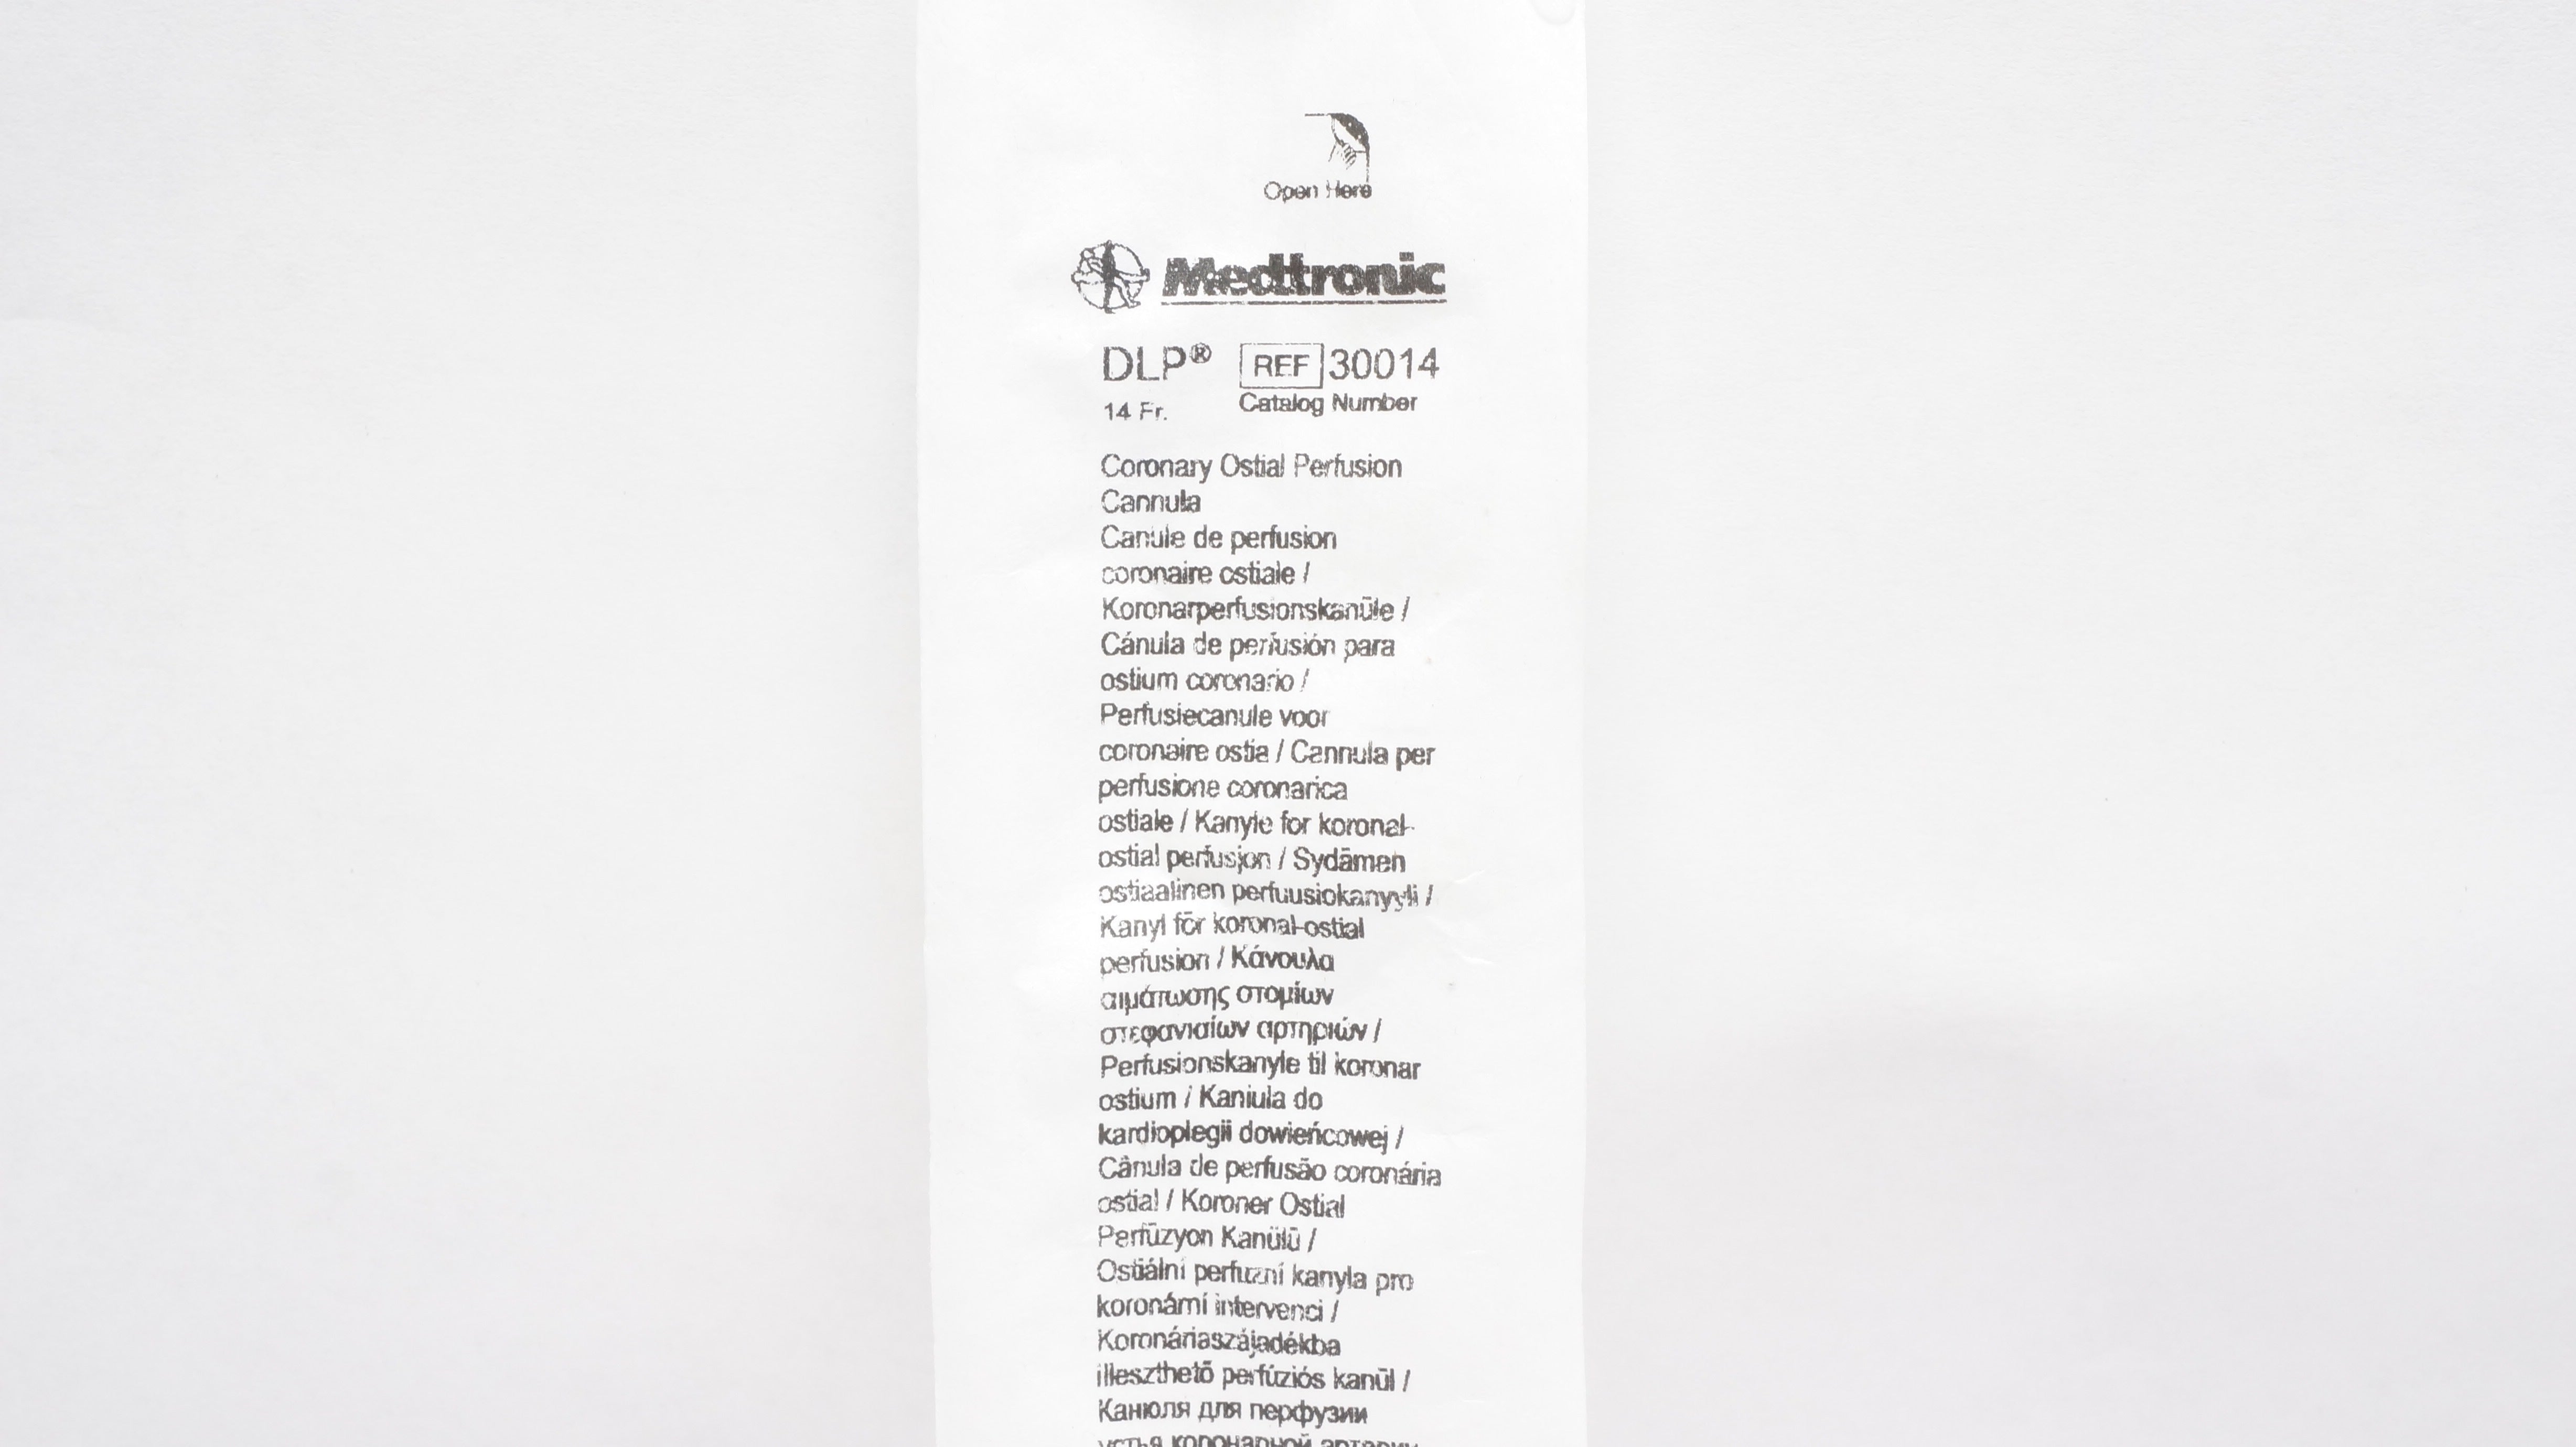 Open Here
Medtronic
DLP® REF 30014
14 Fr. Catalog Number
Coronary Ostial Perfusion
Cannula
Canule de perfusion
coronaire ostiale /
Koronarperfusionskanüle /
Cánula de perfusión para
ostium coronario /
Perfusiecanule voor
coronaire ostia / Cannula per
perfusione coronarica
ostiale / Kanyle for koronal-
ostial perfusjon / Sydämen
ostiaalinen perfuusiokanyyli /
Kanyl för koronal-ostial
perfusion / Κάνουλα
αιμάτωσης στομίων
στεφανιαίων αρτηριών /
Perfusionskanyle til koronar
ostium / Kaniula do
kardioplegii dowieńcowej /
Cânula de perfusão coronária
ostial / Koroner Ostial
Perfüzyon Kanülü /
Ostiální perfuzní kanyla pro
koronární intervenci /
Koronáriaszájadékba
illeszthető perfúziós kanül /
Канюля для перфузии
устья коронарной артерии